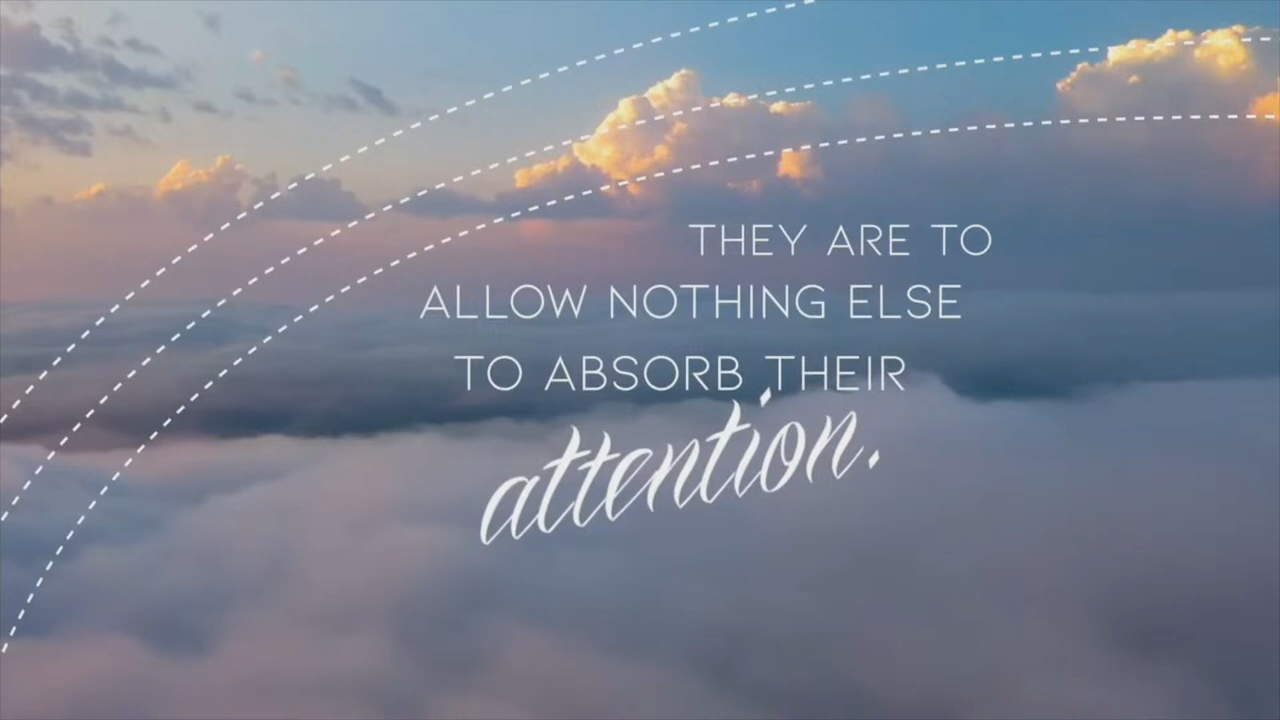 THEY ARE TO
ALLOW NOTHING ELSE
TO ABSORB THEIR
attention.